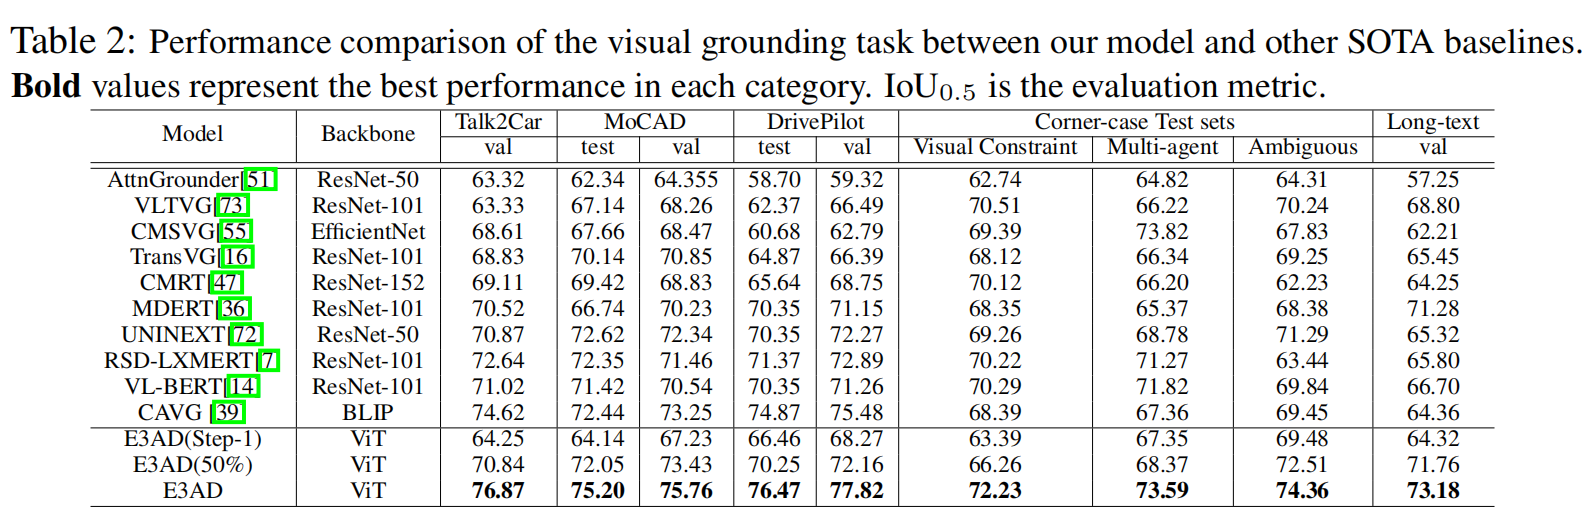 Table 2: Performance comparison of the visual grounding task between our model and other SOTA baselines.
Bold values represent the best performance in each category. IoU0.5 is the evaluation metric.
Model Backbone Talk2Car MoCAD DrivePilot Corner-case Test sets Long-text
val test val test val Visual Constraint Multi-agent Ambiguous val
AttnGrounder[51 ResNet-50 63.32 62.34 64.355 58.70 59.32 62.74 64.82 64.31 57.25
VLTVG[73 ResNet-101 63.33 67.14 68.26 62.37 66.49 70.51 66.22 70.24 68.80
CMSVG[55 EfficientNet 68.61 67.66 68.47 60.68 62.79 69.39 73.82 67.83 62.21
TransVG[16 ResNet-101 68.83 70.14 70.85 64.87 66.39 68.12 66.34 69.25 65.45
CMRT[47 ResNet-152 69.11 69.42 68.83 65.64 68.75 70.12 66.20 62.23 64.25
MDERT[36 ResNet-101 70.52 66.74 70.23 70.35 71.15 68.35 65.37 68.38 71.28
UNINEXT[72 ResNet-50 70.87 72.62 72.34 70.35 72.27 69.26 68.78 71.29 65.32
RSD-LXMERT[7 ResNet-101 72.64 72.35 71.46 71.37 72.89 70.22 71.27 63.44 65.80
VL-BERT[14 ResNet-101 71.02 71.42 70.54 70.35 71.26 70.29 71.82 69.84 66.70
CAVG [39 BLIP 74.62 72.44 73.25 74.87 75.48 68.39 67.36 69.45 64.36
E3AD(Step-1) ViT 64.25 64.14 67.23 66.46 68.27 63.39 67.35 69.48 64.32
E3AD(50%) ViT 70.84 72.05 73.43 70.25 72.16 66.26 68.37 72.51 71.76
E3AD ViT 76.87 75.20 75.76 76.47 77.82 72.23 73.59 74.36 73.18